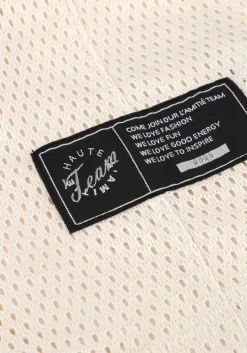 HAUTE
Team
L'AMITIÉ
COME JOIN OUR L'AMITIÉ TEAM
WE LOVE FASHION
WE LOVE FUN
WE LOVE GOOD ENERGY
WE LOVE TO INSPIRE